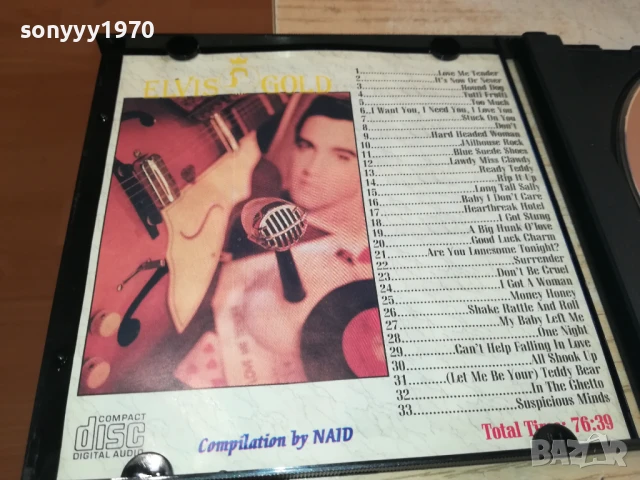 sonyyy1970
ELVIS GOLD
1 Love Me Tender
2 It's Now Or Never
3 Hound Dog
4 Tutti Frutti
5 Too Much
6 I Want You, I Need You, I Love You
7 Stuck On You
8 Don't
9 Hard Headed Woman
10 JAilhouse Rock
11 Blue Suede Shoes
12 Lawdy Miss Clawdy
13 Ready Teddy
14 Rip It Up
15 Long Tall Sally
16 Baby I Don't Care
17 Heartbreak Hotel
18 I Got Stung
19 A Big Hunk O'love
20 Good Luck Charm
21 Are You Lonesome Tonight?
22 Surrender
23 Don't Be Cruel
24 I Got A Woman
25 Money Honey
26 Shake Rattle And Roll
27 My Baby Left Me
28 One Night
29 Can't Help Falling In Love
30 All Shook Up
31 (Let Me Be Your) Teddy Bear
32 In The Ghetto
33 Suspicious Minds
COMPACT
disc
DIGITAL AUDIO
Compilation by NAID
Total Time: 76:39
BAZAR